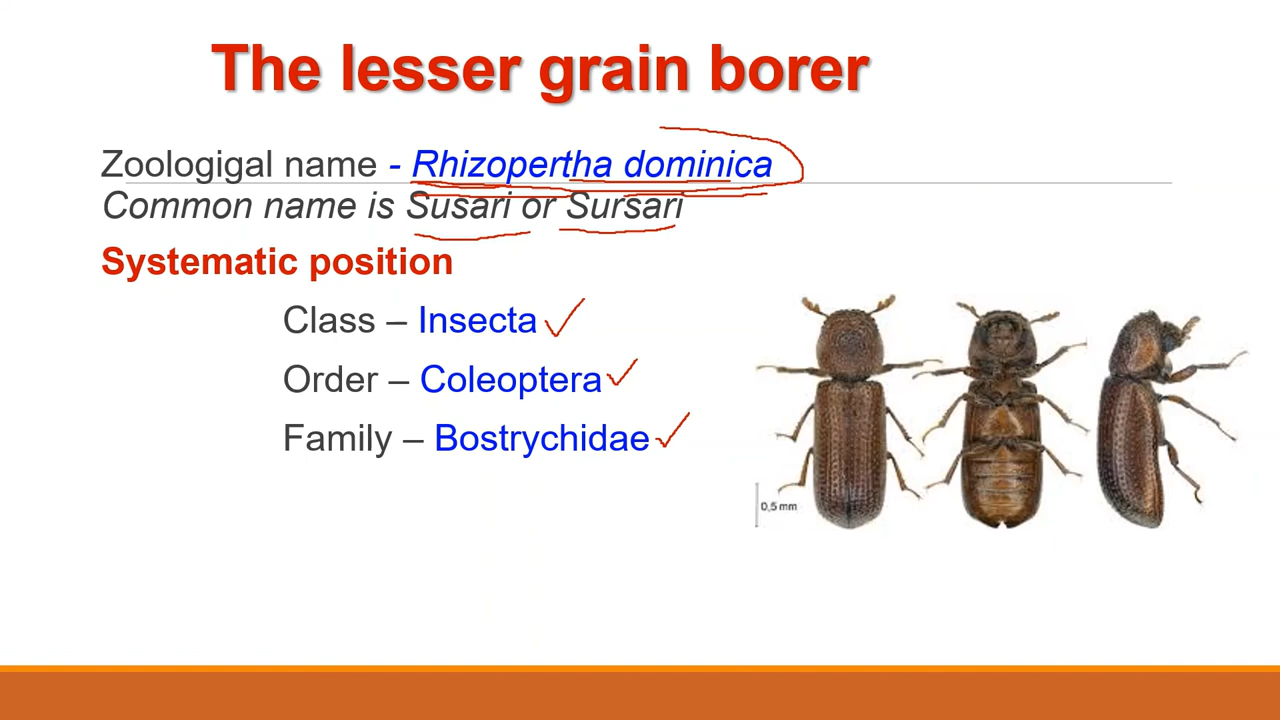 The lesser grain borer
Zoologigal name - Rhizopertha dominica
Common name is Susari or Sursari
Systematic position
Class – Insecta
Order – Coleoptera
Family – Bostrychidae
0,5 mm